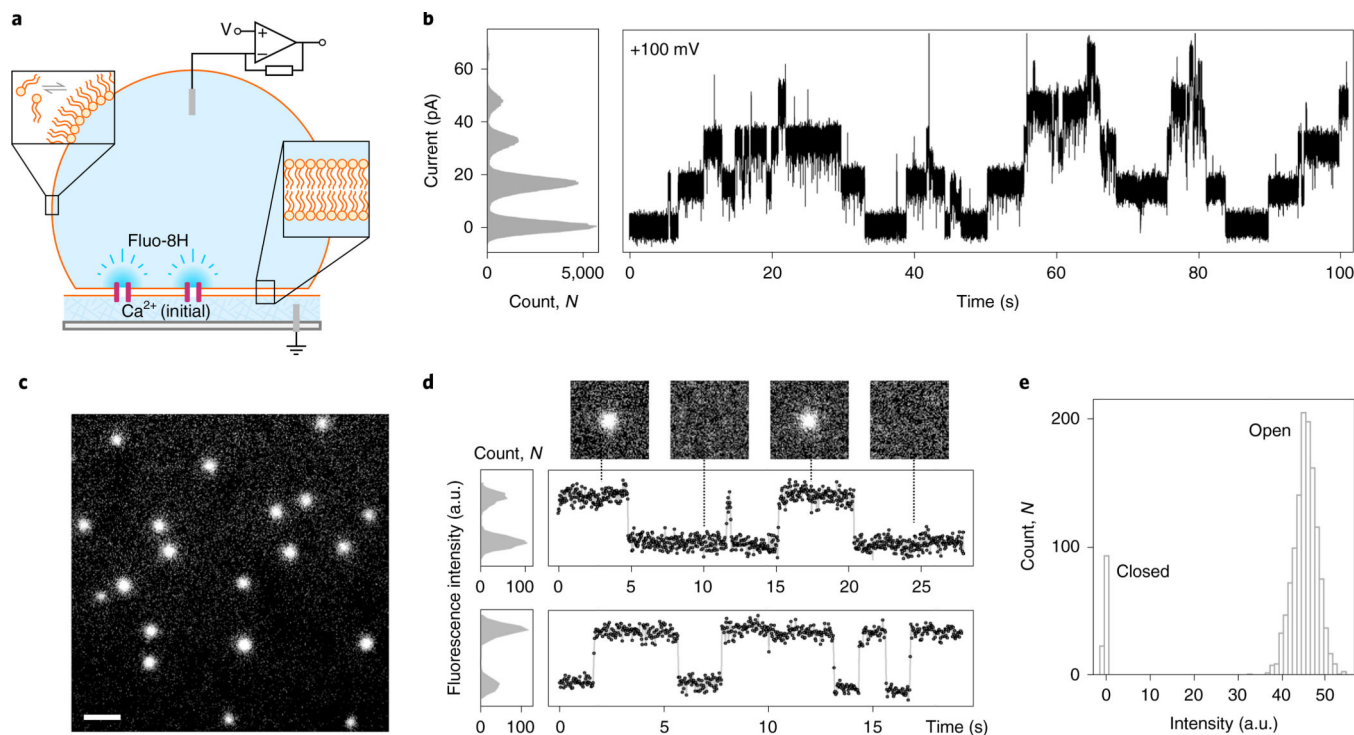 a
V
+
−
Fluo-8H
Ca²⁺ (initial)
b
+100 mV
Current (pA)
60
40
20
0
0
5,000
Count, N
0
20
40
60
80
100
Time (s)
c
d
Count, N
Fluorescence intensity (a.u.)
0
100
0
5
10
15
20
25
0
100
0
5
10
15
Time (s)
e
Count, N
200
100
0
Closed
Open
0
10
20
30
40
50
Intensity (a.u.)